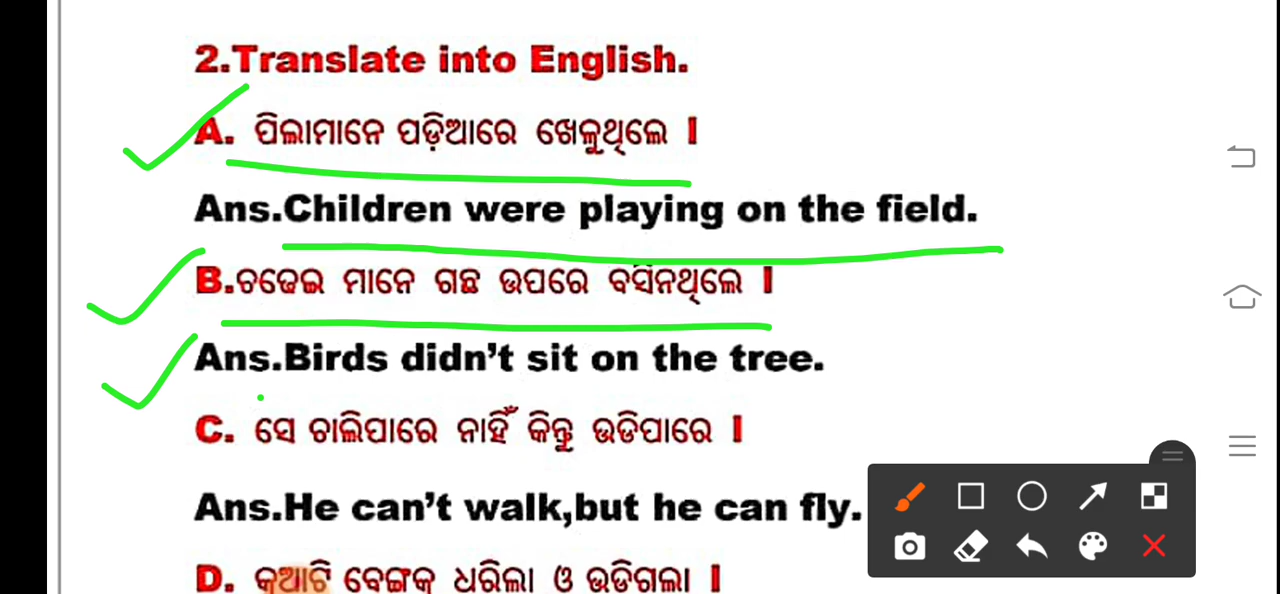 2.Translate into English.
A. ପିଲାମାନେ ପଡ଼ିଆରେ ଖେଳୁଥିଲେ ।
Ans.Children were playing on the field.
B.ଚଢେଇ ମାନେ ଗଛ ଉପରେ ବସିନଥିଲେ ।
Ans.Birds didn't sit on the tree.
C. ସେ ଚାଲିପାରେ ନାହିଁ କିନ୍ତୁ ଉଡିପାରେ ।
Ans.He can't walk,but he can fly.
D. କୁଆଟି ବେଙ୍ଗକୁ ଧରିଲା ଓ ଉଡିଗଲା ।